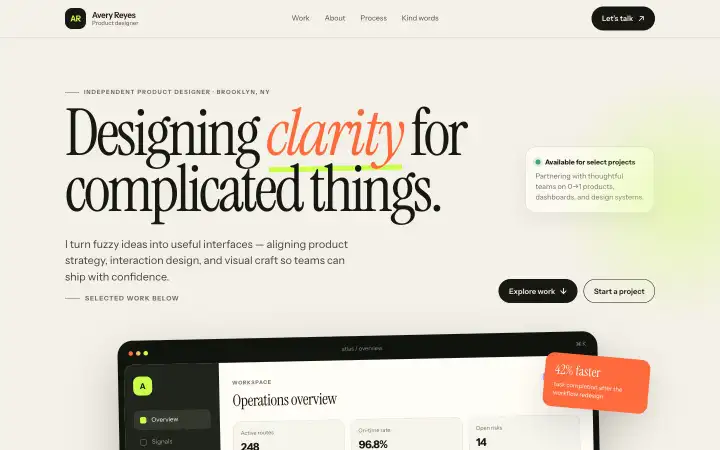 AR
Avery Reyes
Product designer
Work
About
Process
Kind words
Let's talk ↗
INDEPENDENT PRODUCT DESIGNER · BROOKLYN, NY
Designing clarity for
complicated things.
Available for select projects
Partnering with thoughtful
teams on 0→1 products,
dashboards, and design systems.
I turn fuzzy ideas into useful interfaces — aligning product
strategy, interaction design, and visual craft so teams can
ship with confidence.
SELECTED WORK BELOW
Explore work ↓
Start a project
atlas / overview
⌘ K
A
WORKSPACE
Operations overview
Overview
Signals
Active routes
248
On-time rate
96.8%
Open risks
14
42% faster
task completion after the
workflow redesign